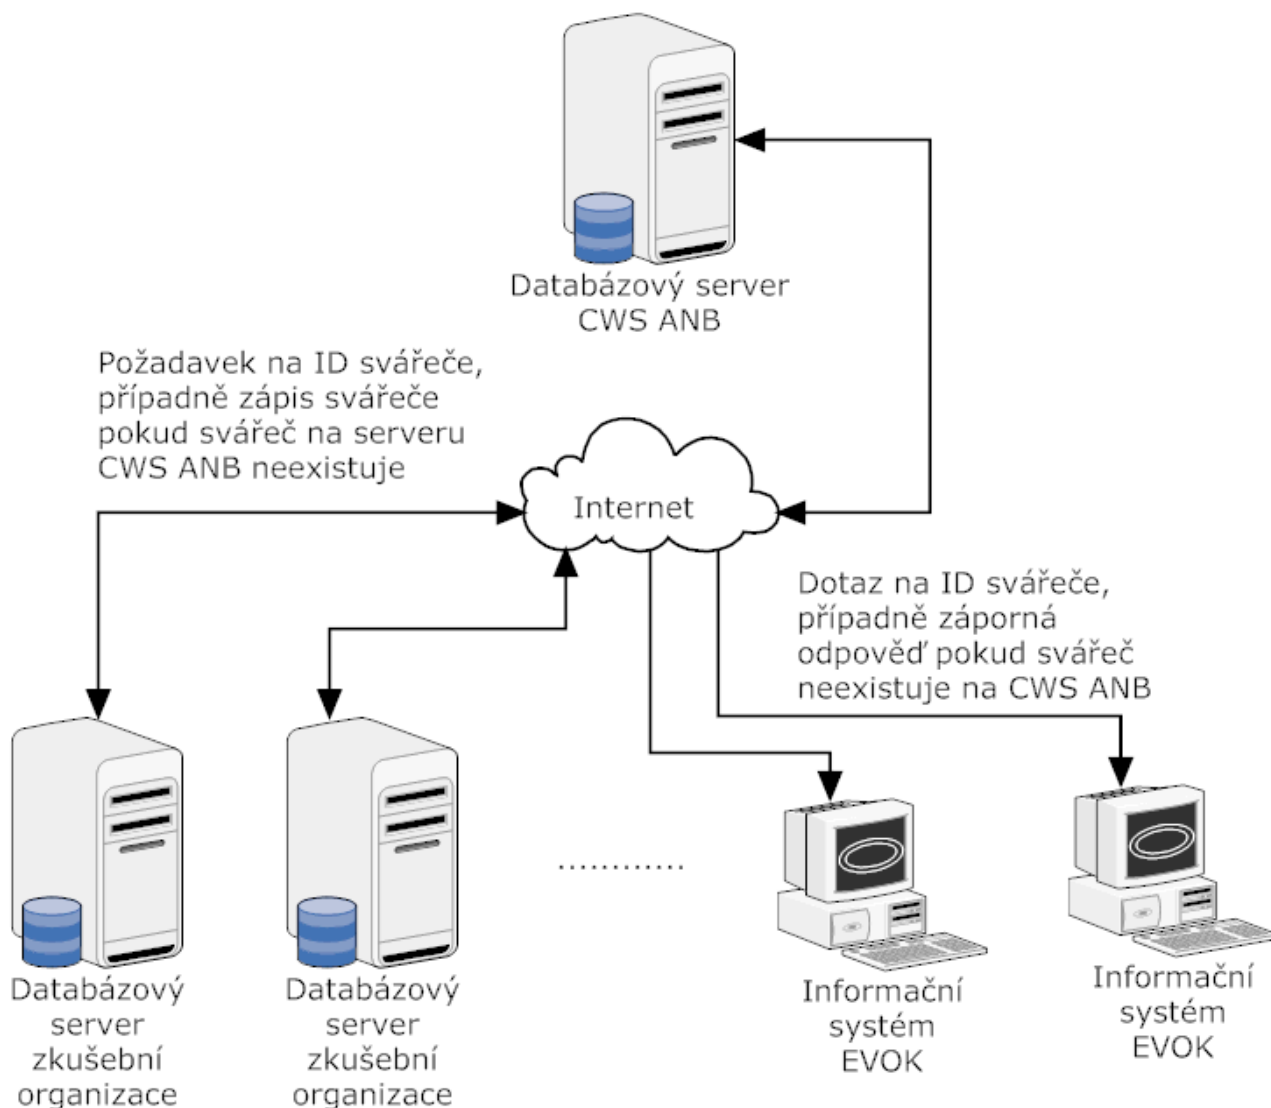 Databázový server
CWS ANB
Požadavek na ID svářeče,
případně zápis svářeče
pokud svářeč na serveru
CWS ANB neexistuje
Internet
Dotaz na ID svářeče,
případně záporná
odpověď pokud svářeč
neexistuje na CWS ANB
............
Databázový
server
zkušební
organizace
Databázový
server
zkušební
organizace
Informační
systém
EVOK
Informační
systém
EVOK